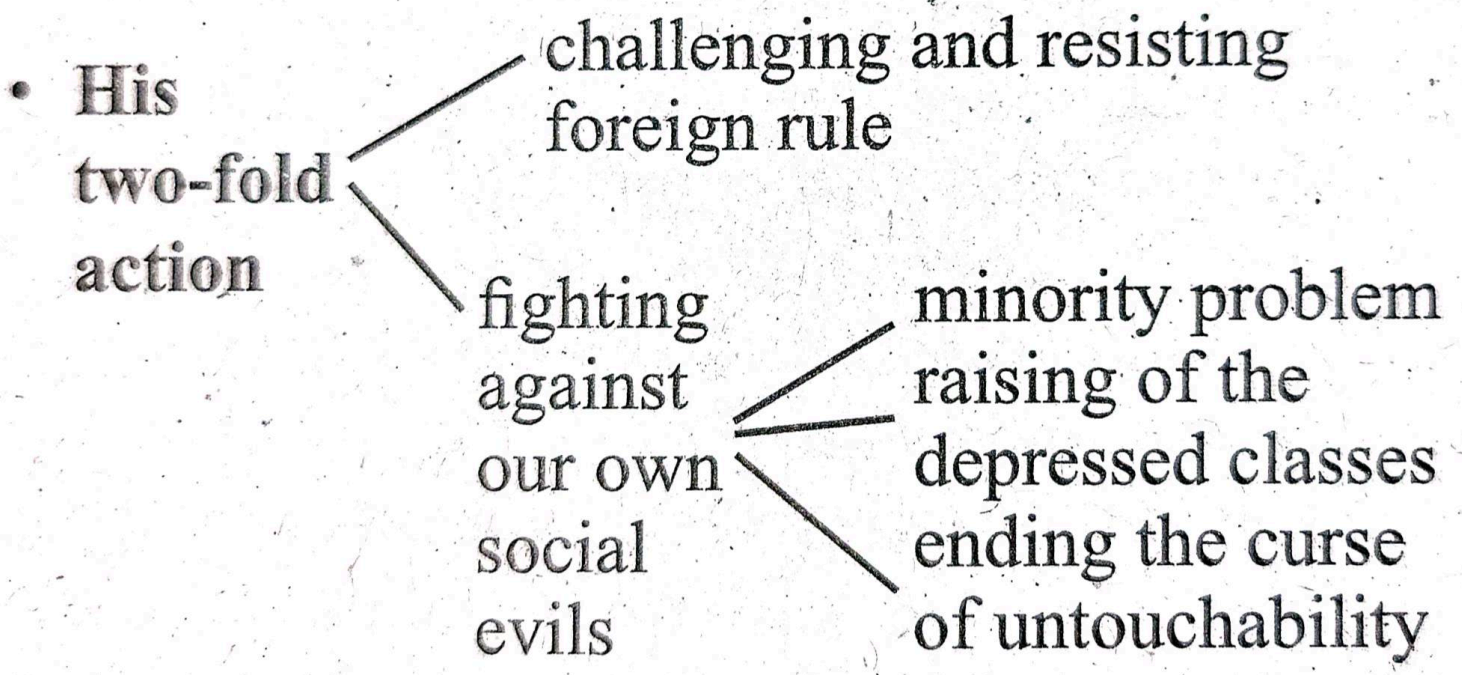 • His
two-fold
action
challenging and resisting
foreign rule
fighting
against
our own
social
evils
minority problem
raising of the
depressed classes
ending the curse
of untouchability